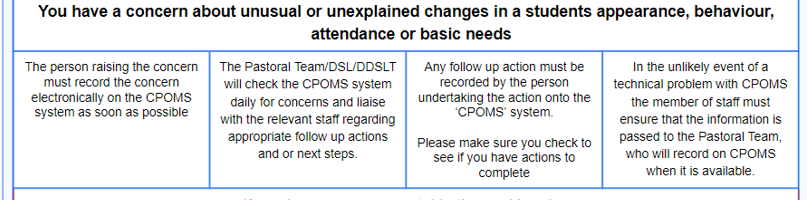 You have a concern about unusual or unexplained changes in a students appearance, behaviour,
attendance or basic needs
The person raising the concern
must record the concern
electronically on the CPOMS
system as soon as possible
The Pastoral Team/DSL/DDSLT
will check the CPOMS system
daily for concerns and liaise
with the relevant staff regarding
appropriate follow up actions
and or next steps.
Any follow up action must be
recorded by the person
undertaking the action onto the
‘CPOMS’ system.
Please make sure you check to
see if you have actions to
complete
In the unlikely event of a
technical problem with CPOMS
the member of staff must
ensure that the information is
passed to the Pastoral Team,
who will record on CPOMS
when it is available.